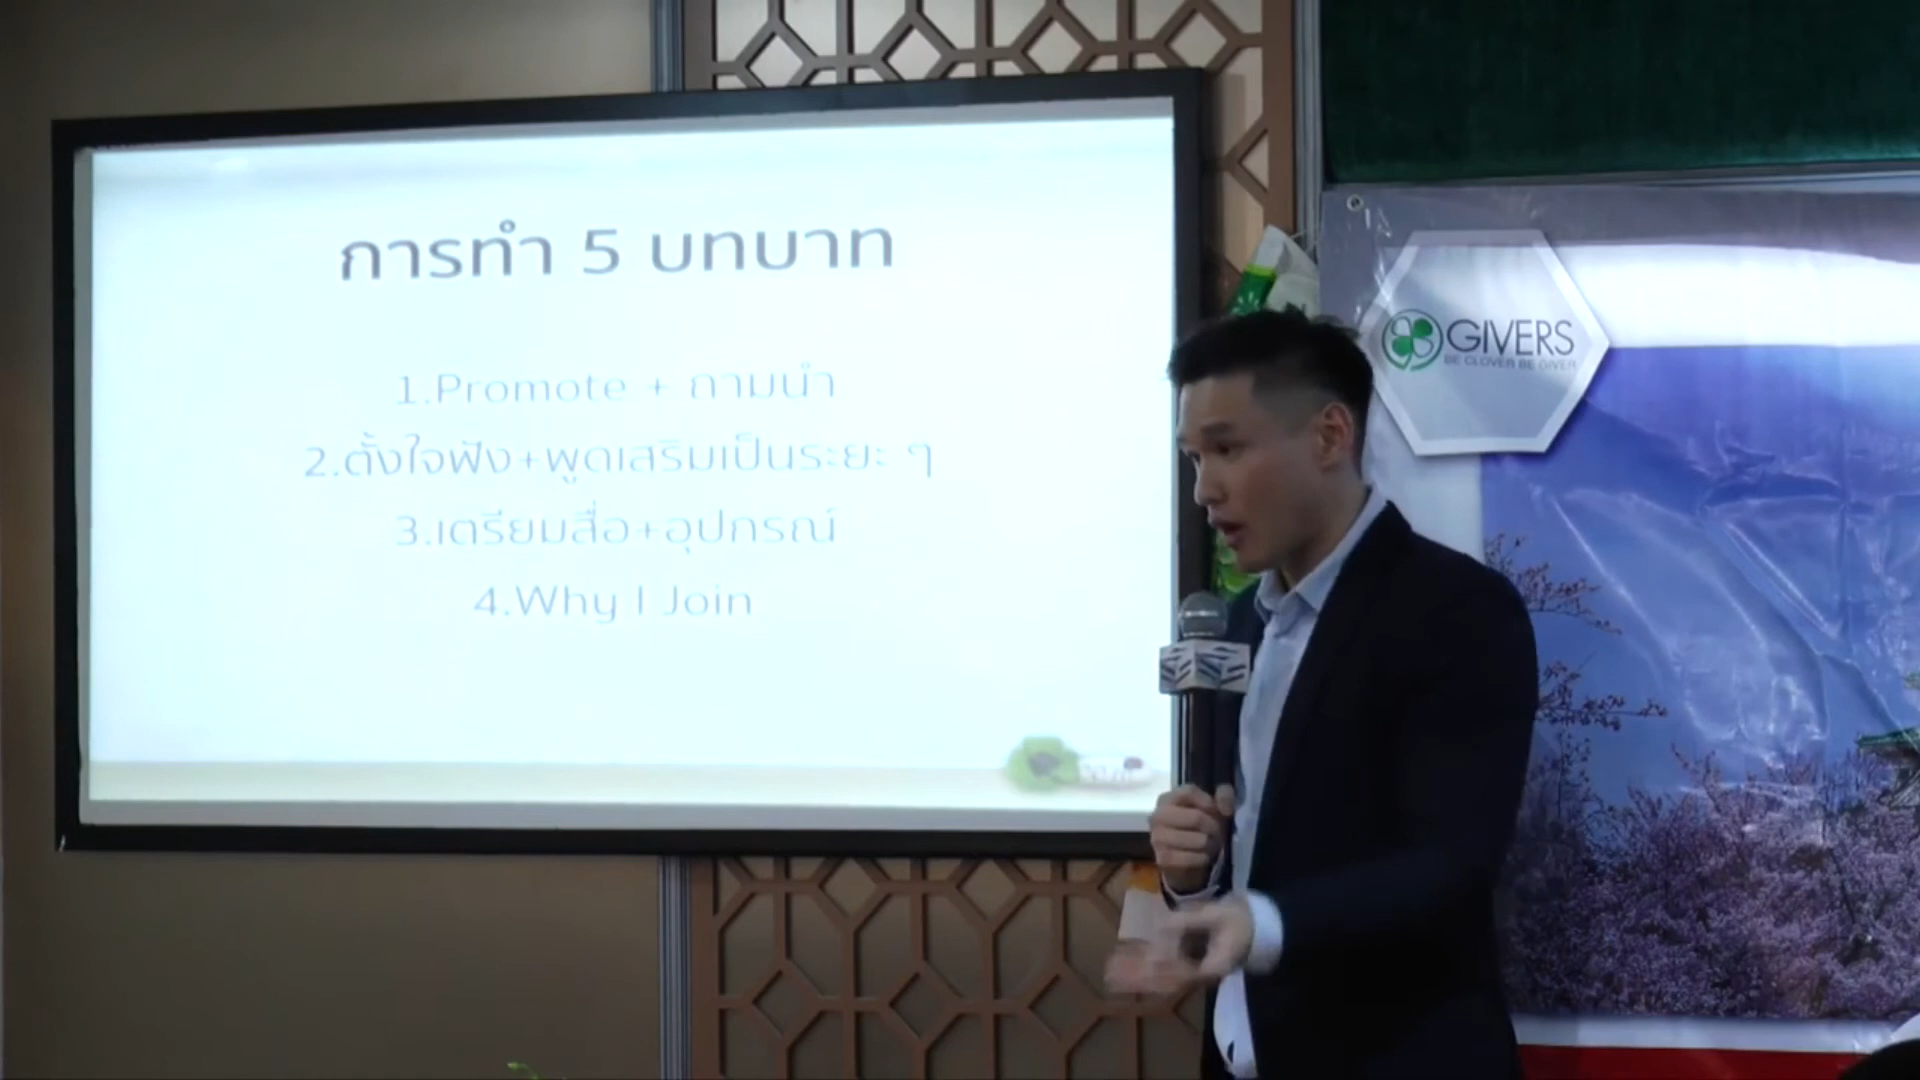 การทำ 5 บทบาท
1.Promote + ถามนำ
2.ตั้งใจฟัง+พูดเสริมเป็นระยะ ๆ
3.เตรียมสื่อ+อุปกรณ์
4.Why I Join
GIVERS
BE CLOVER BE GIVER